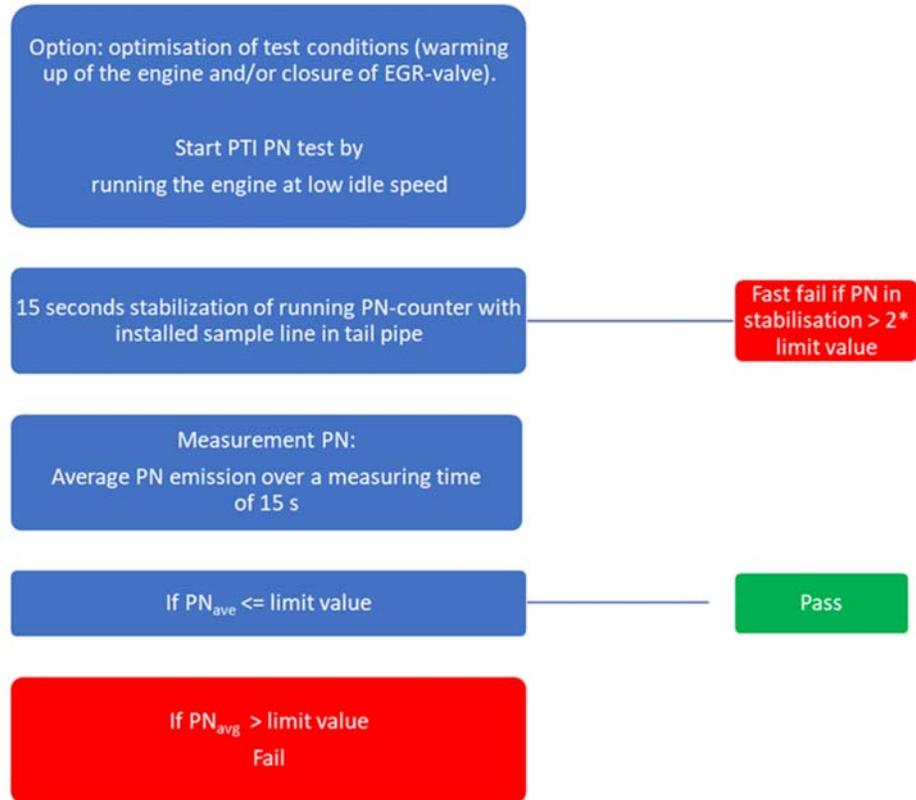 Option: optimisation of test conditions (warming
up of the engine and/or closure of EGR-valve).
Start PTI PN test by
running the engine at low idle speed
15 seconds stabilization of running PN-counter with
installed sample line in tail pipe
Fast fail if PN in
stabilisation > 2*
limit value
Measurement PN:
Average PN emission over a measuring time
of 15 s
If PNave <= limit value
Pass
If PNavg > limit value
Fail